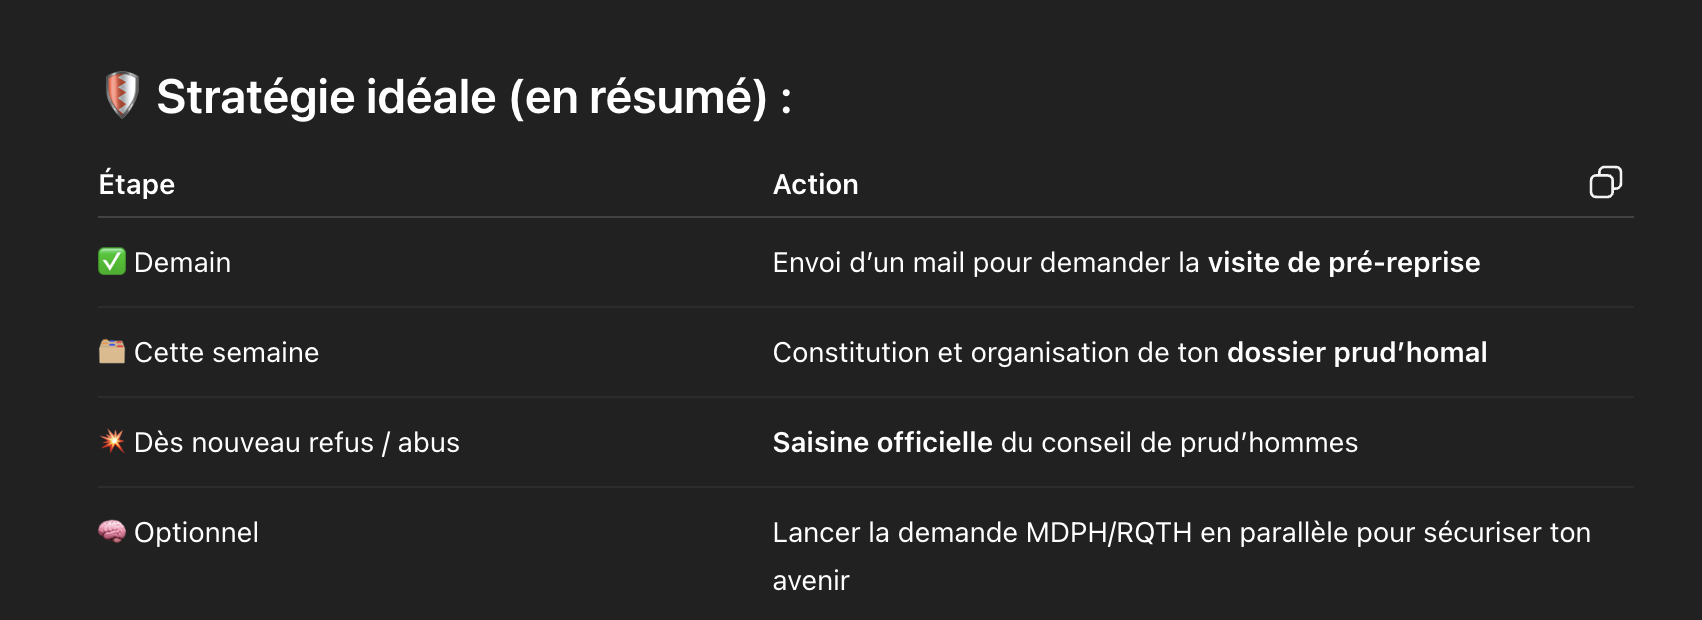 🛡️ Stratégie idéale (en résumé) :
Étape Action
✅ Demain Envoi d’un mail pour demander la visite de pré-reprise
🗂️ Cette semaine Constitution et organisation de ton dossier prud’homal
💥 Dès nouveau refus / abus Saisine officielle du conseil de prud’hommes
🧠 Optionnel Lancer la demande MDPH/RQTH en parallèle pour sécuriser ton
avenir